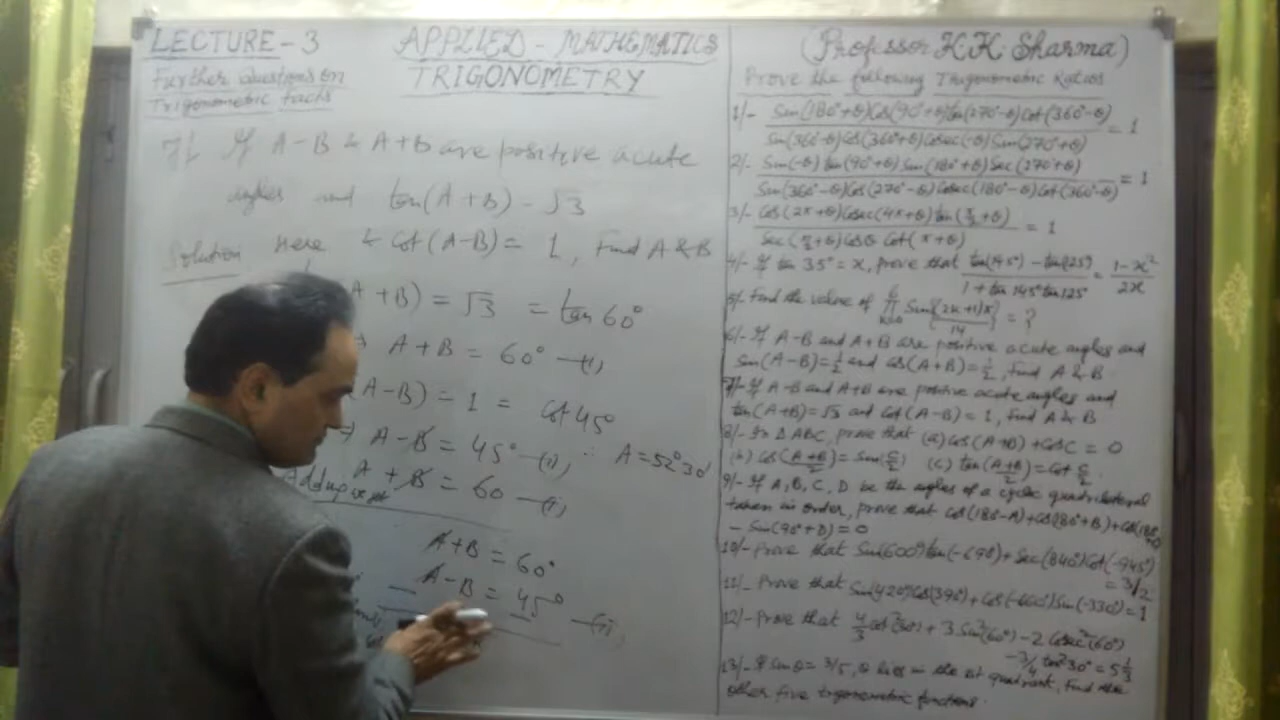 LECTURE-3
APPLIED-MATHEMATICS
TRIGONOMETRY
Further Questions on
Trigonometric facts
7/- If A-B & A+B are positive acute
angles and tan(A+B) - √3
Solution Here & Cot(A-B) = 1, Find A & B
A+B) = √3 = tan 60°
⇒ A+B = 60° —(i)
(A-B) = 1 = Cot 45°
⇒ A-B = 45° —(ii) ∴ A=52°30'
A+B = 60 —(i)
Add up
A+B = 60°
A-B = 45° —(ii)
(Professor K.K. Sharma)
Prove the following Trigonometric Ratios
1/- Sin(180°+θ)Cos(90°+θ)tan(270°-θ)Cot(360°-θ)
Sin(360°-θ)Cos(360°+θ)Cosec(-θ)Sin(270°+θ) = 1
2/- Sin(-θ)tan(90°+θ)Sin(180°+θ)Sec(270°+θ)
Sin(360°-θ)Cos(270°-θ)Cosec(180°-θ)Cot(360°-θ) = 1
3/- Cos(2π+θ)Cosec(4π+θ)tan(π/2+θ)
Sec(π/2+θ)Cosθ Cot(π+θ) = 1
4/- If tan 35° = x, prove that tan(145°) - tan(125°) / 1+tan 145° tan 125° = 1-x² / 2x
5/- Find the value of Π Sin{(2k+1)π / 14} = ?
6/- If A-B and A+B are positive acute angles and
Sin(A-B)=1/2 and Cos(A+B)=1/2, Find A & B
7/- If A-B and A+B are positive acute angles and
tan(A+B)=√3 and Cot(A-B)=1, Find A & B
8/- In Δ ABC, prove that (a) Cos(A+B)+Cos C = 0
(b) Cos(A+B/2)=Sin(C/2) (c) tan(A+B/2)=Cot C/2
9/- If A, B, C, D be the angles of a cyclic quadrilateral
taken in order, prove that Cos(180°-A)+Cos(180°+B)+Cos(180°+C)
- Sin(90°+D)=0
10/- Prove that Sin(600°)tan(-690°)+Sec(840°)Cot(-945°)
= 3/2
11/- Prove that Sin(420°)Cos(390°)+Cos(-660°)Sin(-330°)=1
12/- Prove that 4/3 Cot²(30°)+3 Sin²(60°)-2 Cosec²(60°)
-3/4 tan²30° = 5 1/3
13/- If Sinθ = 3/5, θ lies in the 1st quadrant, Find the
other five trigonometric functions.